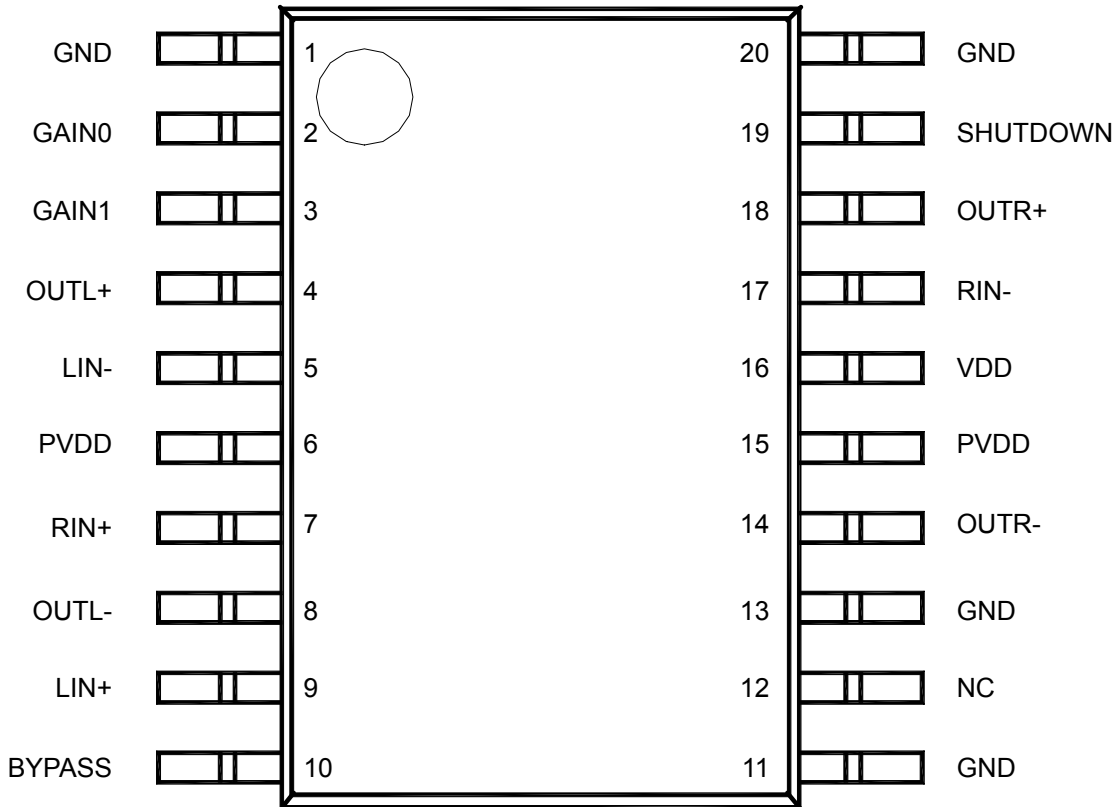 GND 1 20 GND
GAIN0 2 19 SHUTDOWN
GAIN1 3 18 OUTR+
OUTL+ 4 17 RIN-
LIN- 5 16 VDD
PVDD 6 15 PVDD
RIN+ 7 14 OUTR-
OUTL- 8 13 GND
LIN+ 9 12 NC
BYPASS 10 11 GND